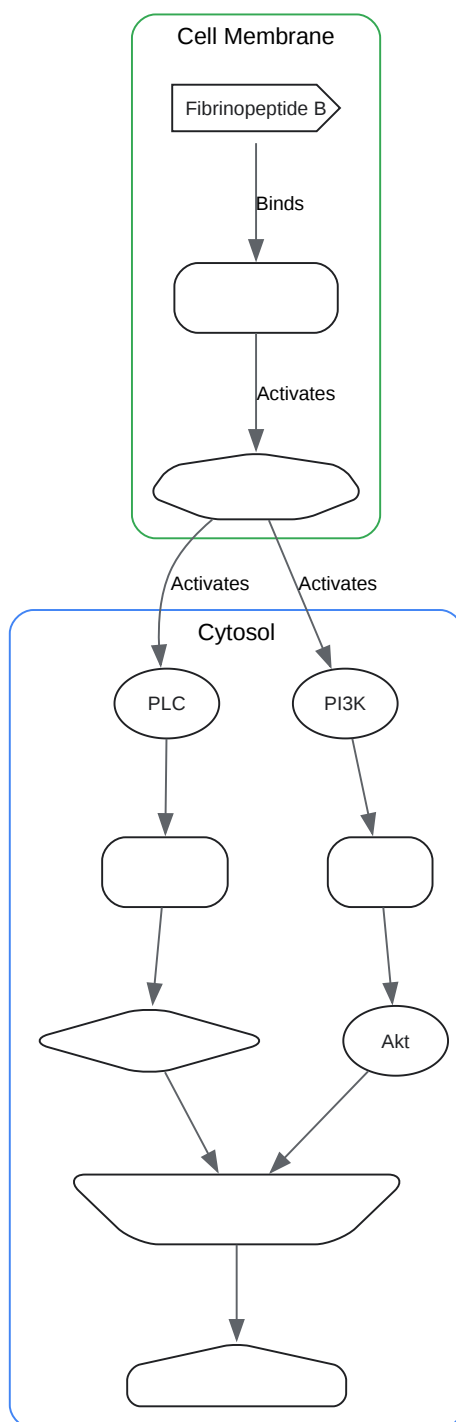 Cell Membrane
Fibrinopeptide B
Binds
Activates
Activates
Activates
Cytosol
PLC
PI3K
Akt